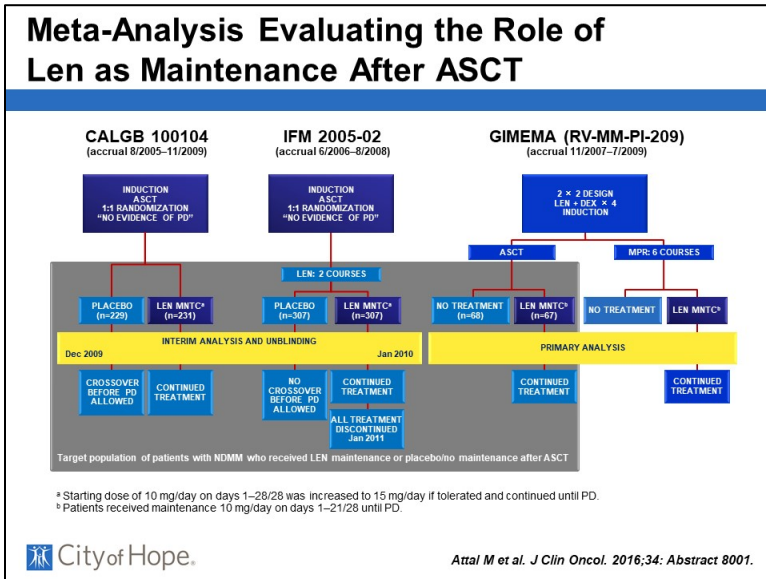 Meta-Analysis Evaluating the Role of
Len as Maintenance After ASCT
CALGB 100104
(accrual 8/2005–11/2009)
IFM 2005-02
(accrual 6/2006–8/2008)
GIMEMA (RV-MM-PI-209)
(accrual 11/2007–7/2009)
INDUCTION
ASCT
1:1 RANDOMIZATION
“NO EVIDENCE OF PD”
INDUCTION
ASCT
1:1 RANDOMIZATION
“NO EVIDENCE OF PD”
2 × 2 DESIGN
LEN + DEX × 4
INDUCTION
LEN: 2 COURSES
ASCT
MPR: 6 COURSES
PLACEBO
(n=229)
LEN MNTCª
(n=231)
PLACEBO
(n=307)
LEN MNTCª
(n=307)
NO TREATMENT
(n=68)
LEN MNTCᵇ
(n=67)
NO TREATMENT
LEN MNTCᵇ
INTERIM ANALYSIS AND UNBLINDING
Dec 2009
Jan 2010
PRIMARY ANALYSIS
CROSSOVER
BEFORE PD
ALLOWED
CONTINUED
TREATMENT
NO
CROSSOVER
BEFORE PD
ALLOWED
CONTINUED
TREATMENT
CONTINUED
TREATMENT
CONTINUED
TREATMENT
ALL TREATMENT
DISCONTINUED
Jan 2011
Target population of patients with NDMM who received LEN maintenance or placebo/no maintenance after ASCT
ª Starting dose of 10 mg/day on days 1–28/28 was increased to 15 mg/day if tolerated and continued until PD.
ᵇ Patients received maintenance 10 mg/day on days 1–21/28 until PD.
City of Hope®
Attal M et al. J Clin Oncol. 2016;34: Abstract 8001.